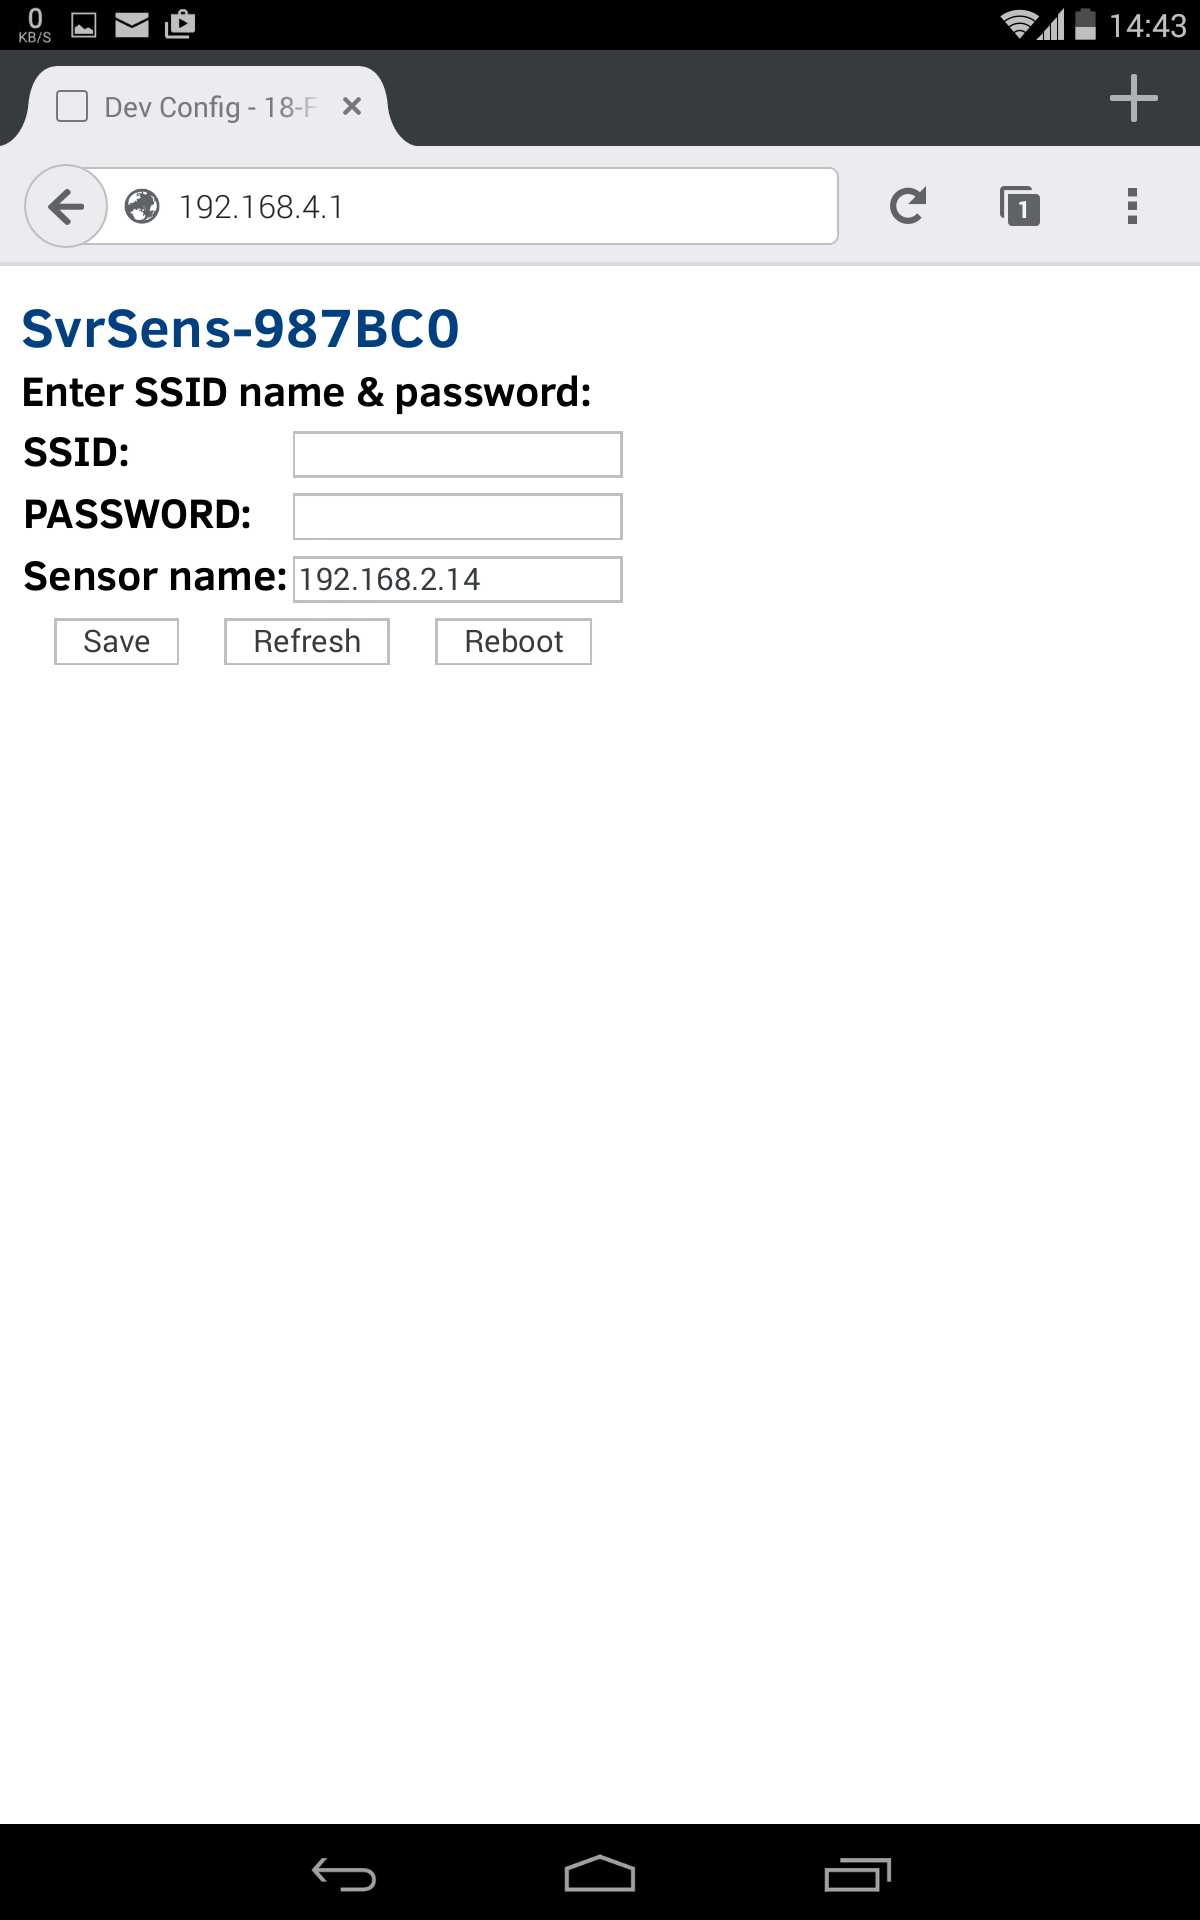 0
KB/S
14:43
Dev Config - 18-F
192.168.4.1
1
SvrSens-987BC0
Enter SSID name & password:
SSID:
PASSWORD:
Sensor name: 192.168.2.14
Save Refresh Reboot